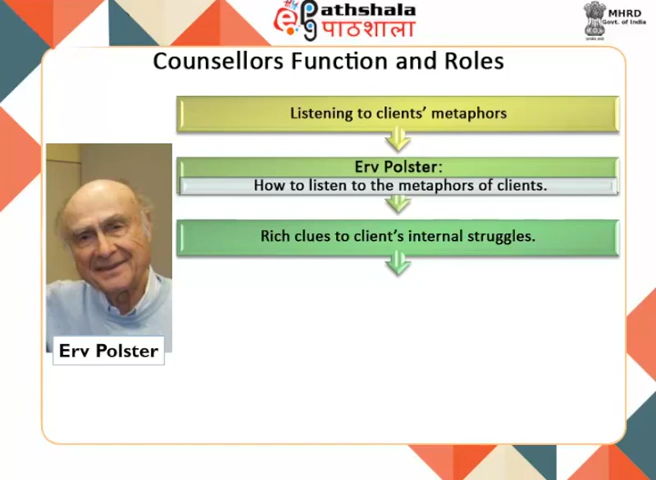 ePathshala
पाठशाला
MHRD
Govt. of India
Counsellors Function and Roles
Listening to clients’ metaphors
Erv Polster:
How to listen to the metaphors of clients.
Rich clues to client’s internal struggles.
Erv Polster